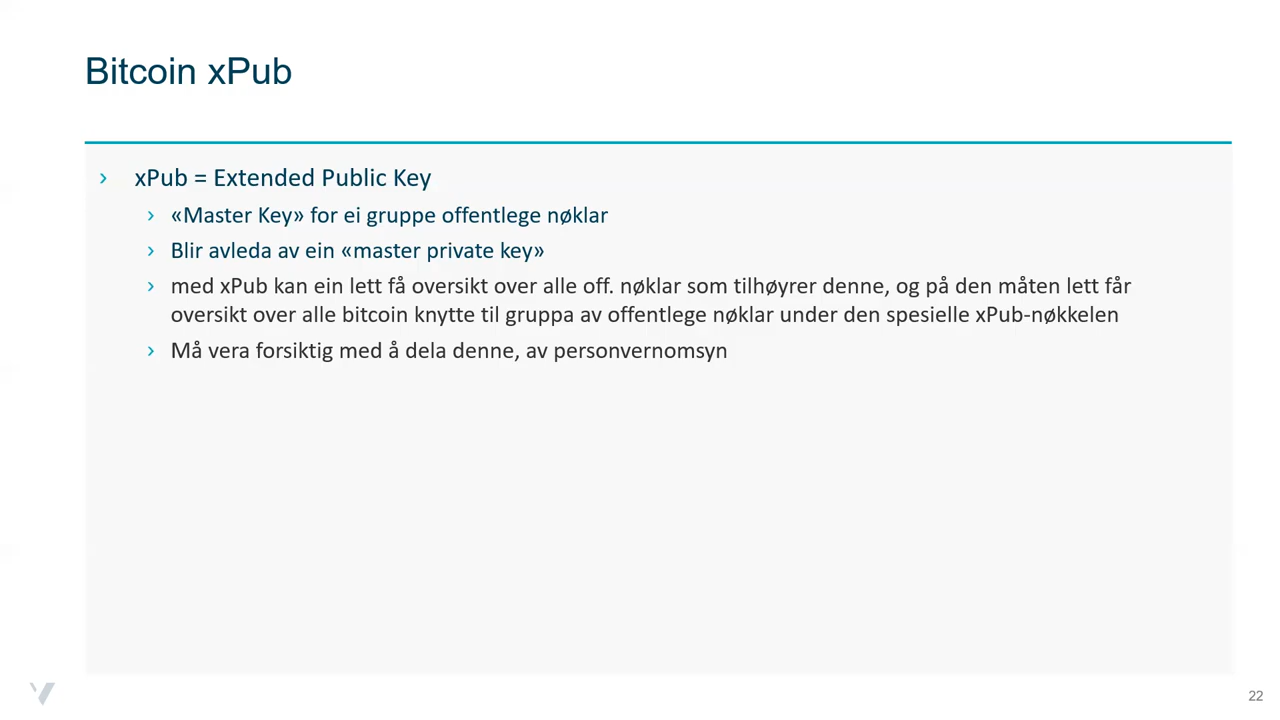 Bitcoin xPub
xPub = Extended Public Key
«Master Key» for ei gruppe offentlege nøklar
Blir avleda av ein «master private key»
med xPub kan ein lett få oversikt over alle off. nøklar som tilhøyrer denne, og på den måten lett får
oversikt over alle bitcoin knytte til gruppa av offentlege nøklar under den spesielle xPub-nøkkelen
Må vera forsiktig med å dela denne, av personvernomsyn
22